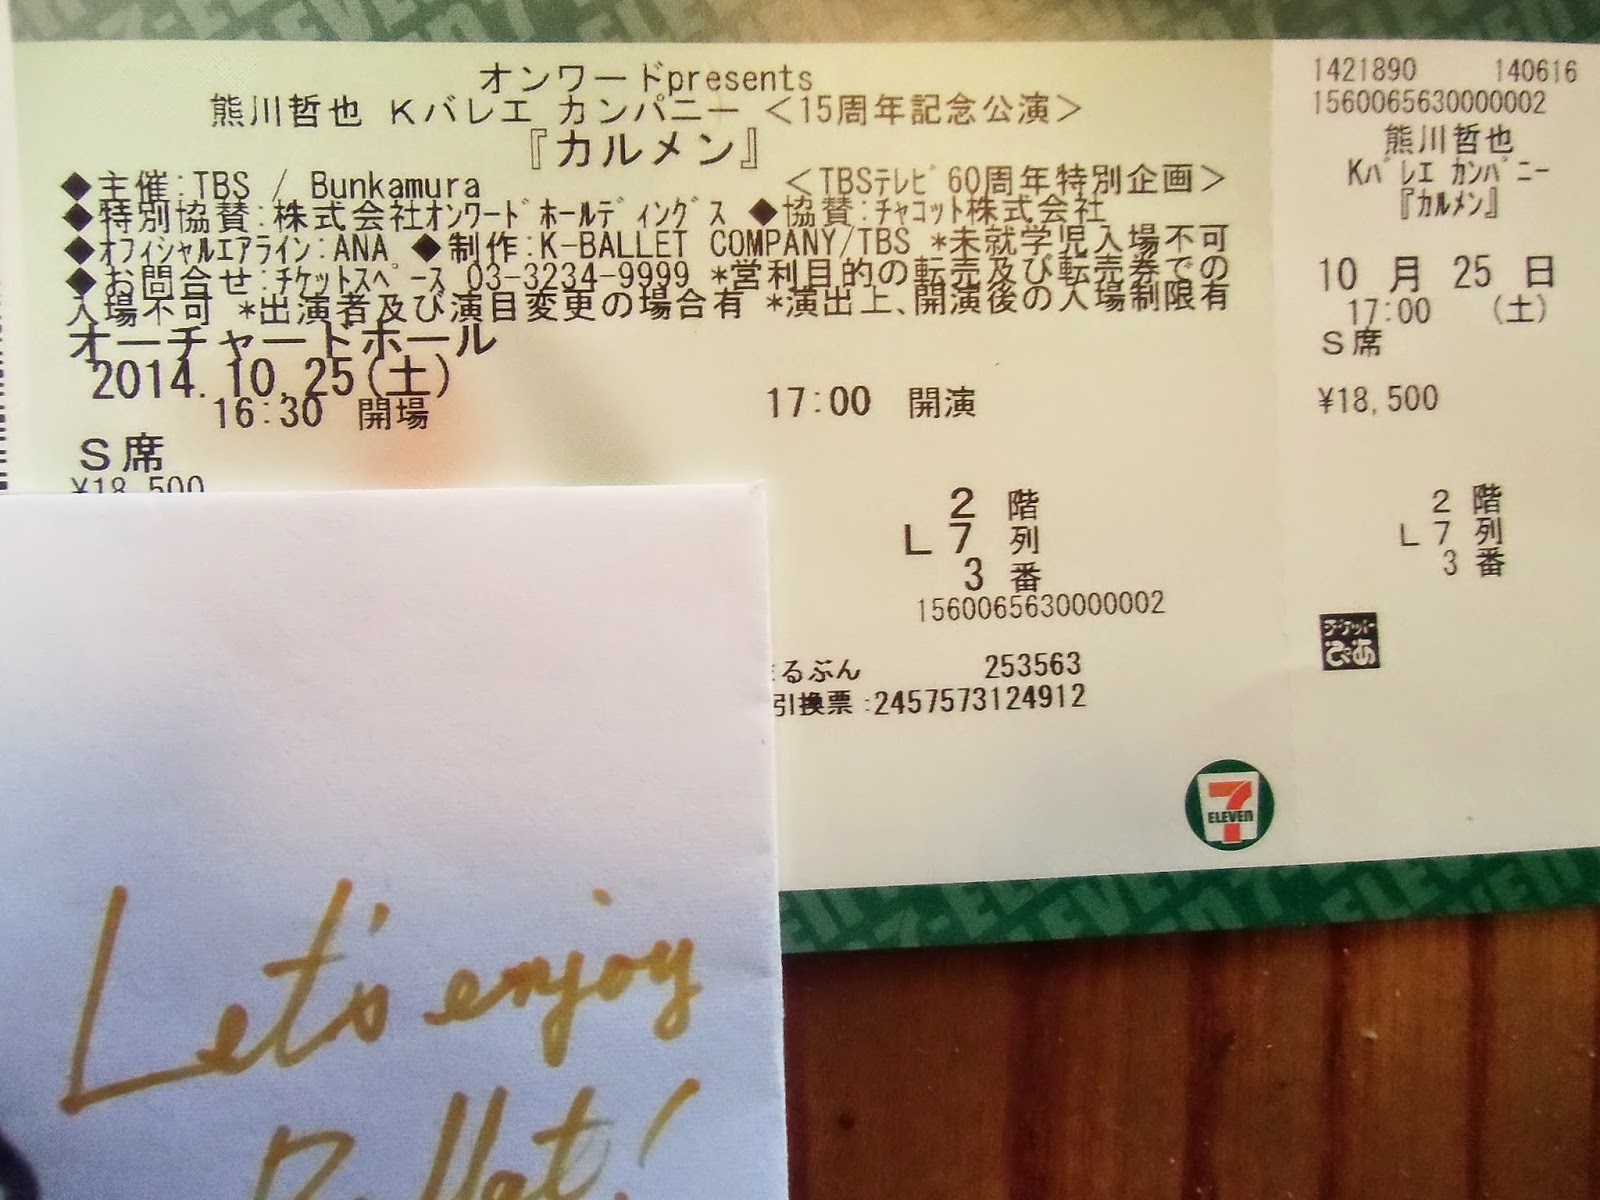 オンワードpresents
熊川哲也 Kバレエ カンパニー <15周年記念公演>
『カルメン』
◆主催:TBS / Bunkamura <TBSテレビ60周年特別企画>
◆特別協賛:株式会社オンワードホールディングス ◆協賛:チャコット株式会社
◆オフィシャルエアライン:ANA ◆制作:K-BALLET COMPANY/TBS *未就学児入場不可
◆お問合せ:チケットスペース 03-3234-9999 *営利目的の転売及び転売券での
入場不可 *出演者及び演目変更の場合有 *演出上、開演後の入場制限有
オーチャードホール
2014.10.25(土)
16:30 開場 17:00 開演
S席
¥18,500
2 階
L 7 列
3 番
1560065630000002
まるぶん 253563
引換票:2457573124912
7 ELEVEN
1421890 140616
1560065630000002
熊川哲也
Kバレエ カンパニー
『カルメン』
10 月 25 日
17:00 (土)
S席
¥18,500
2 階
L 7 列
3 番
チケット
ぴあ
Let's enjoy
Ballet!